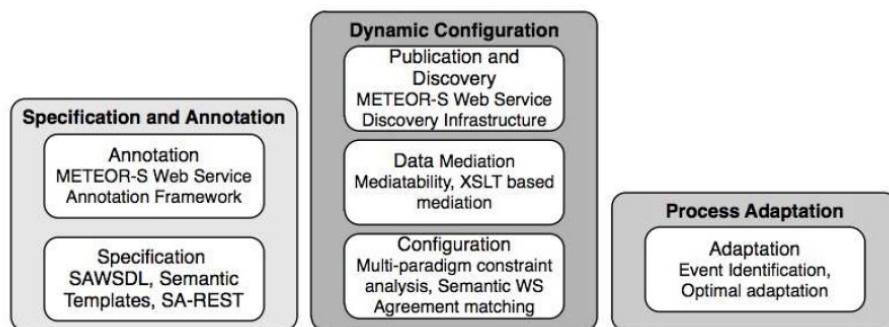 Specification and Annotation
Annotation
METEOR-S Web Service
Annotation Framework
Specification
SAWSDL, Semantic
Templates, SA-REST
Dynamic Configuration
Publication and
Discovery
METEOR-S Web Service
Discovery Infrastructure
Data Mediation
Mediatability, XSLT based
mediation
Configuration
Multi-paradigm constraint
analysis, Semantic WS
Agreement matching
Process Adaptation
Adaptation
Event Identification,
Optimal adaptation